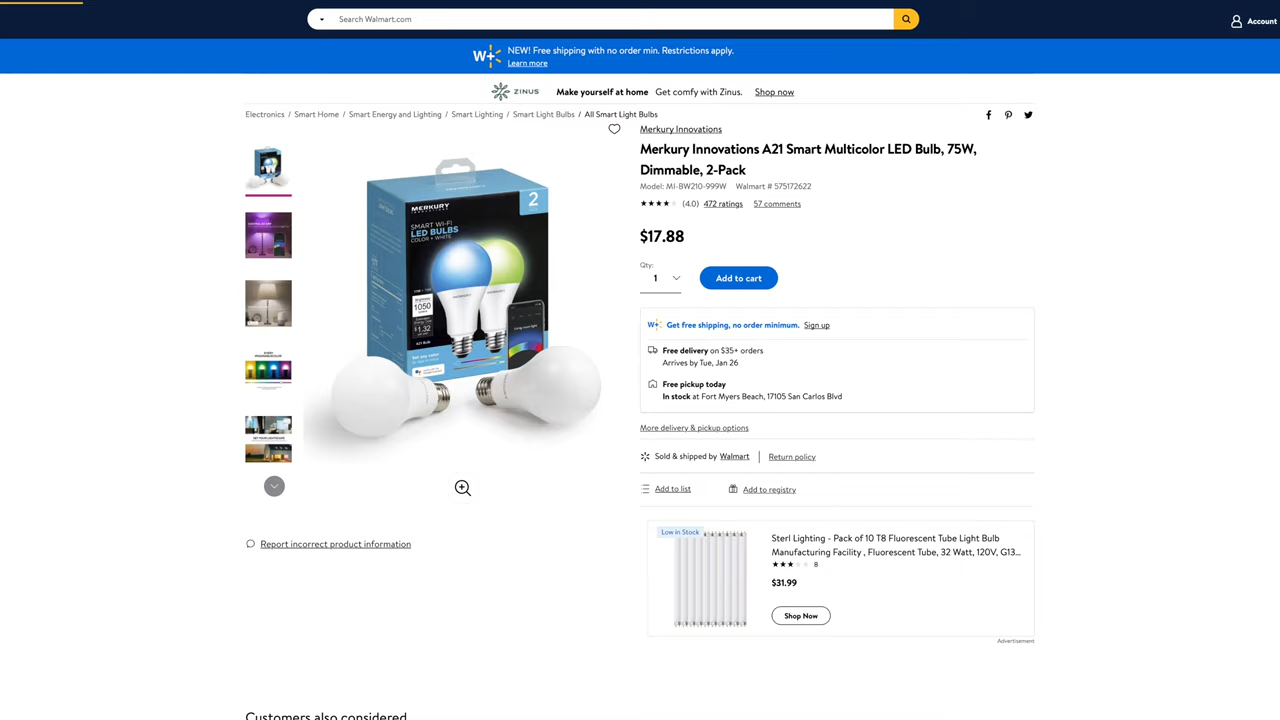 Search Walmart.com
Account
W+
NEW! Free shipping with no order min. Restrictions apply.
Learn more
ZINUS
Make yourself at home Get comfy with Zinus. Shop now
Electronics / Smart Home / Smart Energy and Lighting / Smart Lighting / Smart Light Bulbs / All Smart Light Bulbs
Merkury Innovations
Merkury Innovations A21 Smart Multicolor LED Bulb, 75W,
Dimmable, 2-Pack
Model: MI-BW210-999W Walmart # 575172622
(4.0) 472 ratings 57 comments
$17.88
Qty:
1
Add to cart
W+ Get free shipping, no order minimum. Sign up
Free delivery on $35+ orders
Arrives by Tue, Jan 26
Free pickup today
In stock at Fort Myers Beach, 17105 San Carlos Blvd
More delivery & pickup options
Sold & shipped by Walmart | Return policy
Add to list
Add to registry
Low in Stock
Sterl Lighting - Pack of 10 T8 Fluorescent Tube Light Bulb
Manufacturing Facility , Fluorescent Tube, 32 Watt, 120V, G13...
8
$31.99
Shop Now
Advertisement
2
MERKURY
INNOVATIONS
SMART WI-FI
LED BULBS
COLOR + WHITE
1050
$1.32
Report incorrect product information
Customers also considered